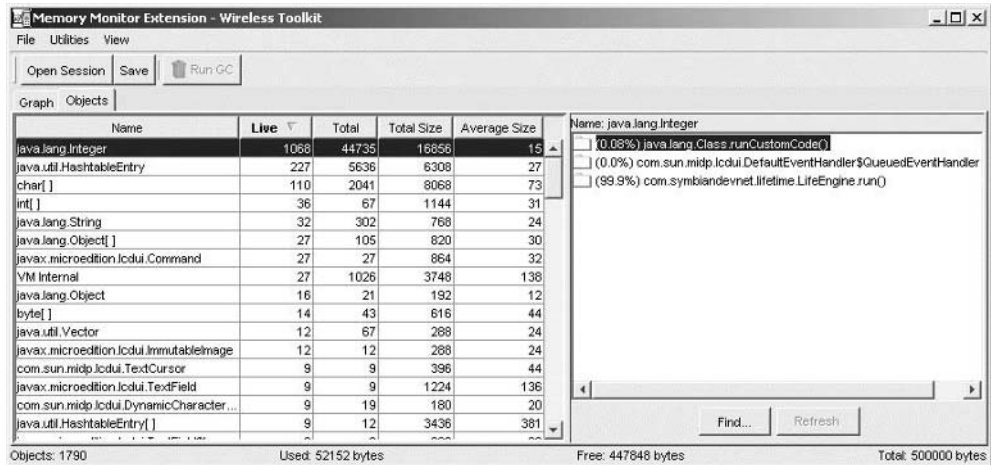 Memory Monitor Extension - Wireless Toolkit
File Utilities View
Open Session Save Run GC
Graph Objects
Name Live Total Total Size Average Size
java.lang.Integer 1068 44735 16856 15
java.util.HashtableEntry 227 5636 6308 27
char[ ] 110 2041 8068 73
int[ ] 36 67 1144 31
java.lang.String 32 302 768 24
java.lang.Object[ ] 27 105 820 30
javax.microedition.lcdui.Command 27 27 864 32
VM Internal 27 1026 3748 138
java.lang.Object 16 21 192 12
byte[ ] 14 43 616 44
java.util.Vector 12 67 288 24
javax.microedition.lcdui.ImmutableImage 12 12 288 24
com.sun.midp.lcdui.TextCursor 9 9 396 44
javax.microedition.lcdui.TextField 9 9 1224 136
com.sun.midp.lcdui.DynamicCharacter... 9 19 180 20
java.util.HashtableEntry[ ] 9 12 3436 381
Name: java.lang.Integer
(0.08%) java.lang.Class.runCustomCode()
(0.0%) com.sun.midp.lcdui.DefaultEventHandler$QueuedEventHandler
(99.9%) com.symbiandevnet.lifetime.LifeEngine.run()
Find... Refresh
Objects: 1790 Used: 52152 bytes Free: 447848 bytes Total: 500000 bytes